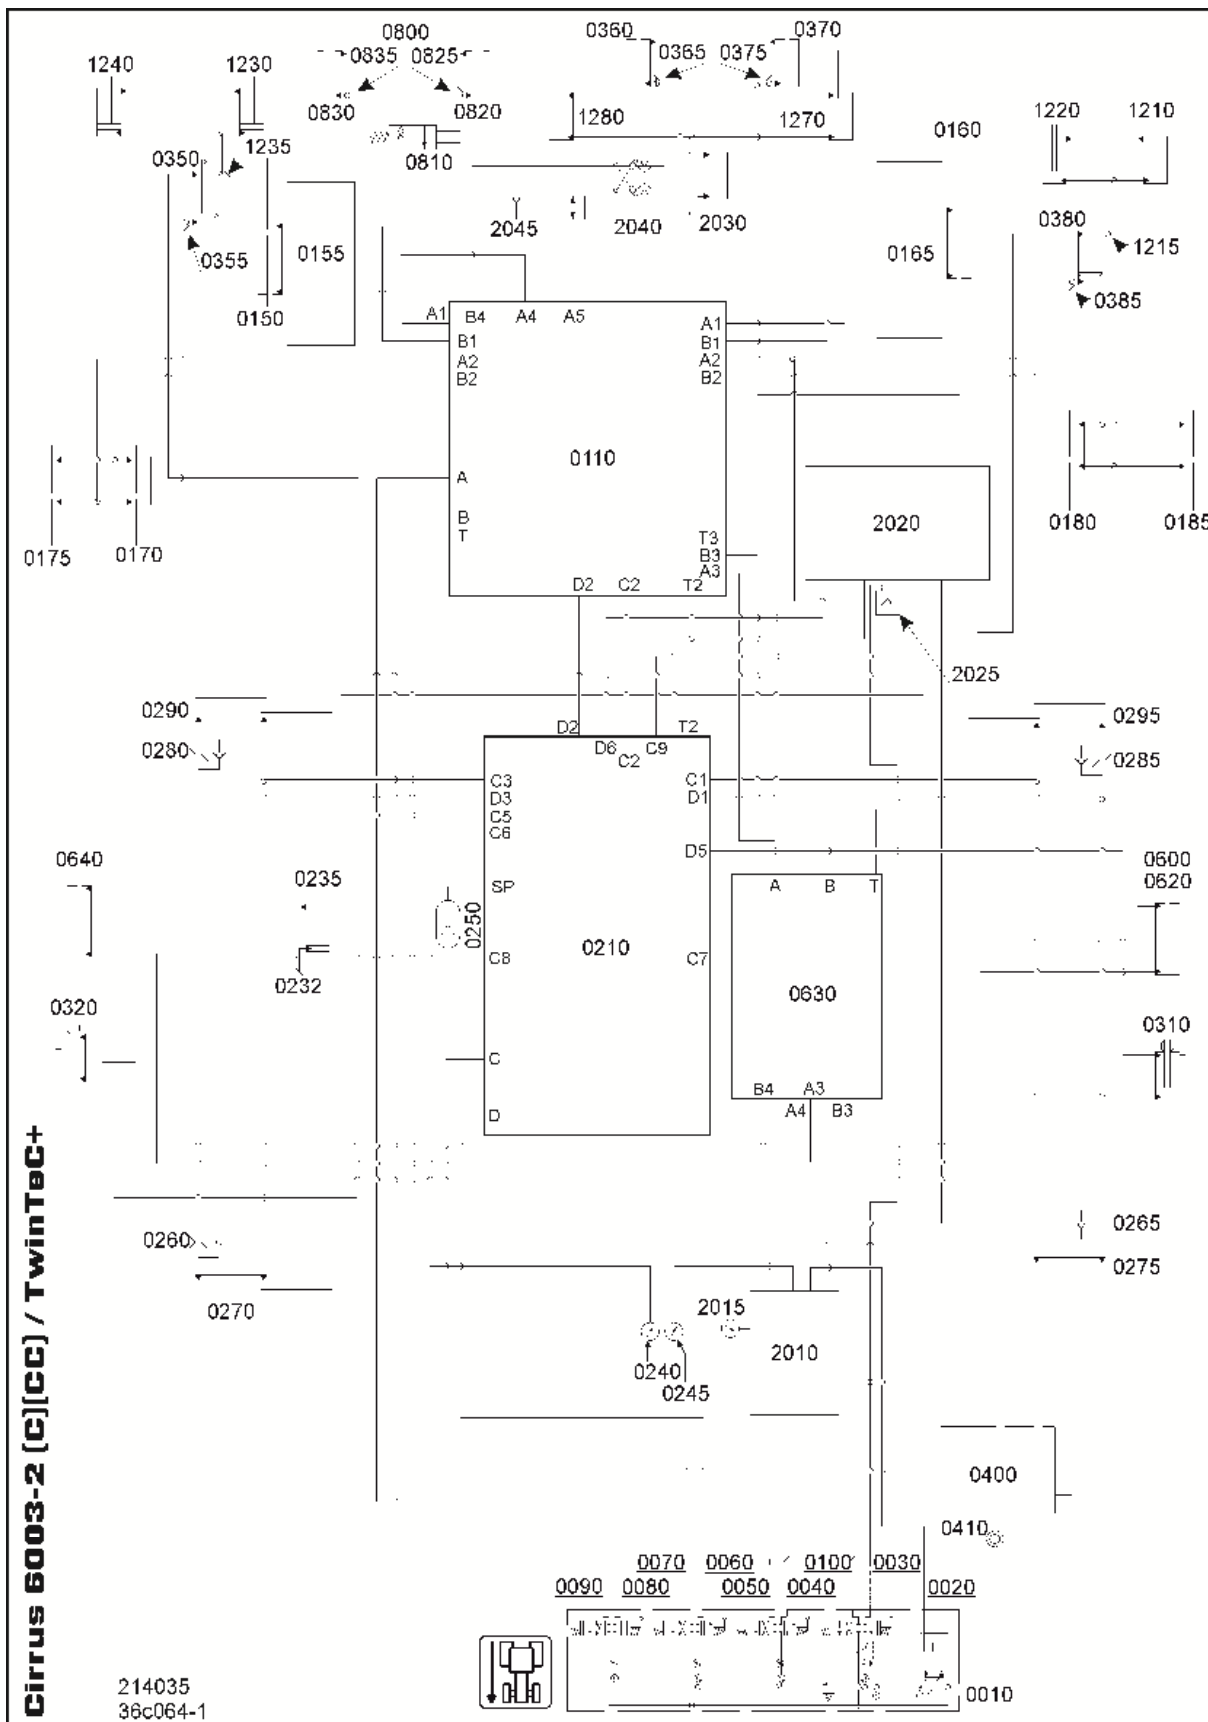 0800
0360
0370
1240
1230
0835
0825
0365
0375
0830
0820
1280
1270
1220
1210
0160
0350
1235
0810
2045
2040
2030
0380
1215
0355
0155
0165
0385
0150
A1
B4
A4
A5
A1
B1
B1
A2
A2
B2
B2
0110
A
2020
B
T
T3
B3
A3
D2
C2
T2
0175
0170
0180
0185
2025
0290
0295
D2
D6
C9
T2
C2
0280
0285
C3
C1
D3
D1
C5
C6
D5
0640
0235
0600
0620
SP
A
B
T
0250
0210
C8
C7
0232
0630
0320
0310
C
B4
A3
A4
B3
D
0260
0265
0275
0270
2015
2010
0240
0245
0400
0410
0070
0060
0100
0030
0090
0080
0050
0040
0020
0010
Cirrus 6003-2 [C][CC] / TwinTeC+
214035
36c064-1